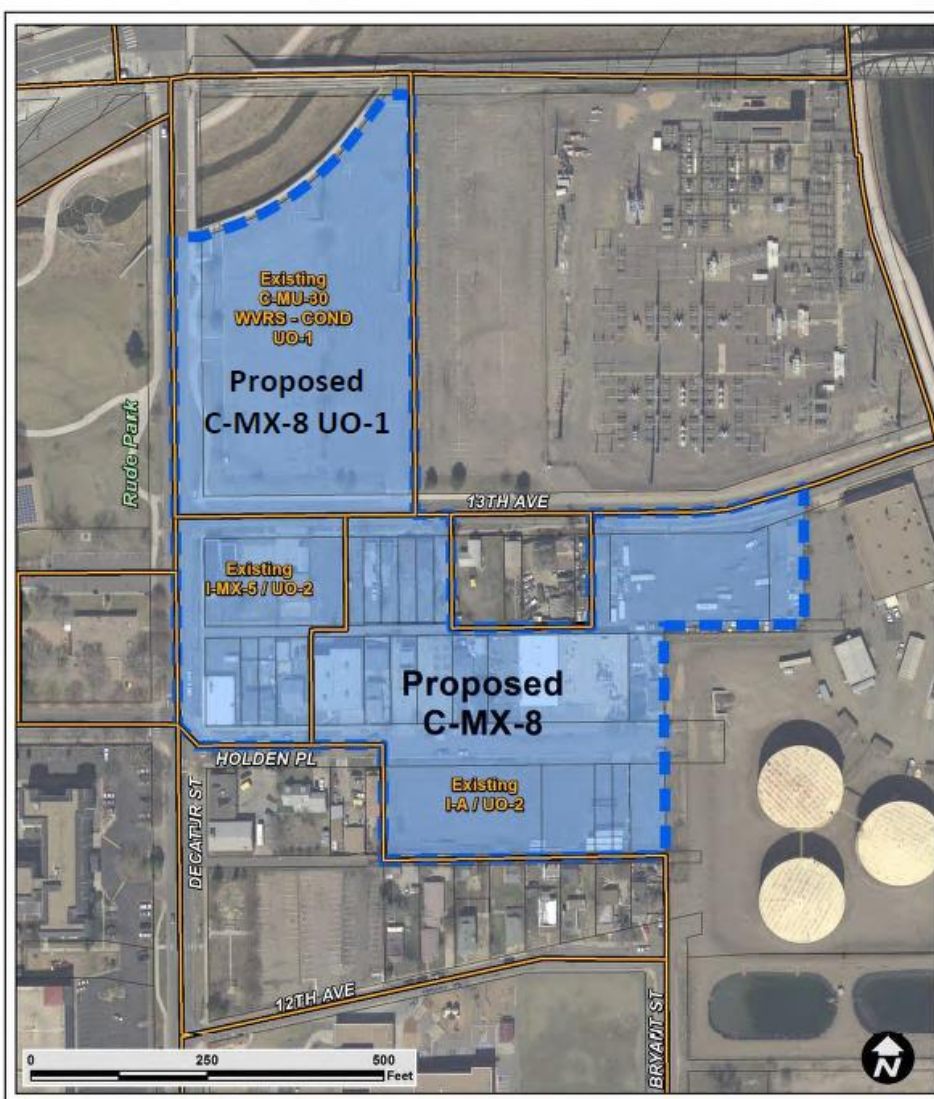 Existing
C-MU-30
WVRS - COND
UO-1
Proposed
C-MX-8 UO-1
Rude Park
13TH AVE
Existing
I-MX-5 / UO-2
Proposed
C-MX-8
HOLDEN PL
Existing
I-A / UO-2
DECATUR ST
12TH AVE
BRYANT ST
0 250 500
Feet
N